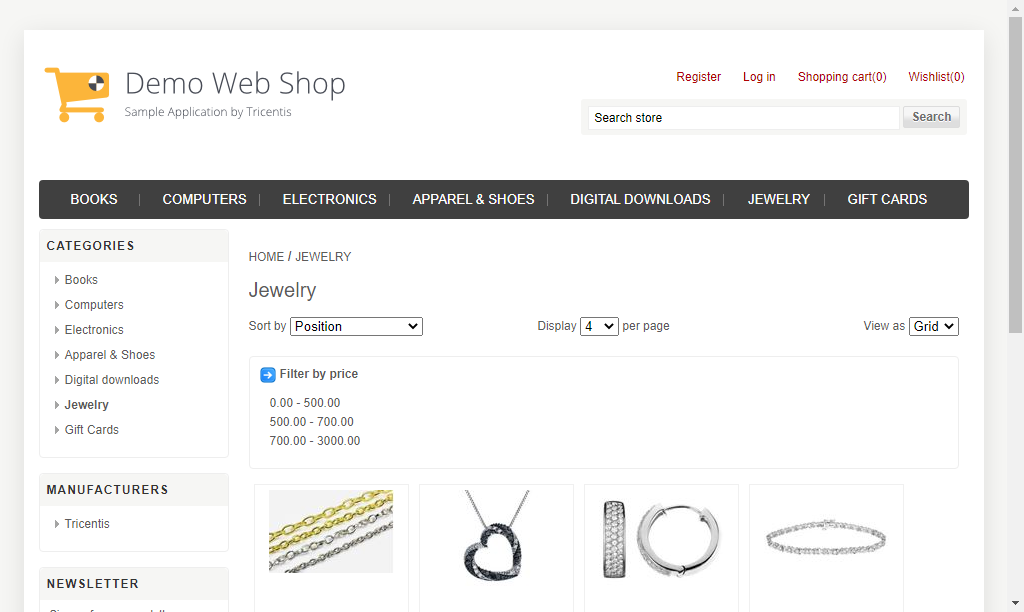 Demo Web Shop
Sample Application by Tricentis
Register Log in Shopping cart(0) Wishlist(0)
Search store Search
BOOKS COMPUTERS ELECTRONICS APPAREL & SHOES DIGITAL DOWNLOADS JEWELRY GIFT CARDS
CATEGORIES
Books
Computers
Electronics
Apparel & Shoes
Digital downloads
Jewelry
Gift Cards
MANUFACTURERS
Tricentis
NEWSLETTER
HOME / JEWELRY
Jewelry
Sort by Position Display 4 per page View as Grid
Filter by price
0.00 - 500.00
500.00 - 700.00
700.00 - 3000.00